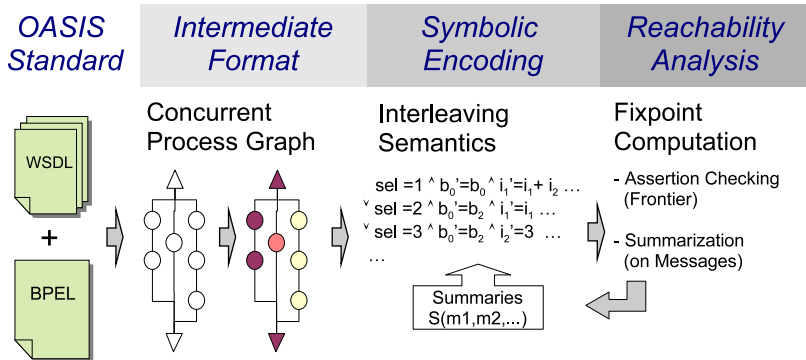 OASIS
Standard
Intermediate
Format
Symbolic
Encoding
Reachability
Analysis
WSDL
+
BPEL
Concurrent
Process Graph
Interleaving
Semantics
sel =1 ^ b₀'=b₀ ^ i₁'=i₁+ i₂ ...
˅ sel =2 ^ b₀'=b₂ ^ i₁'=i₁ ...
˅ sel =3 ^ b₀'=b₂ ^ i₂'=3 ...
...
Summaries
S(m1,m2,...)
Fixpoint
Computation
- Assertion Checking
(Frontier)
- Summarization
(on Messages)